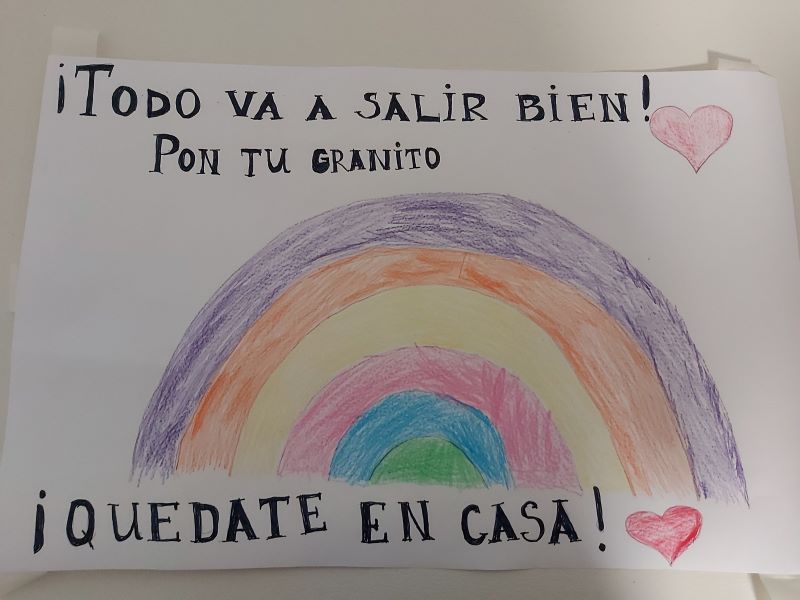 ¡TODO VA A SALIR BIEN!
PON TU GRANITO
¡QUEDATE EN CASA!